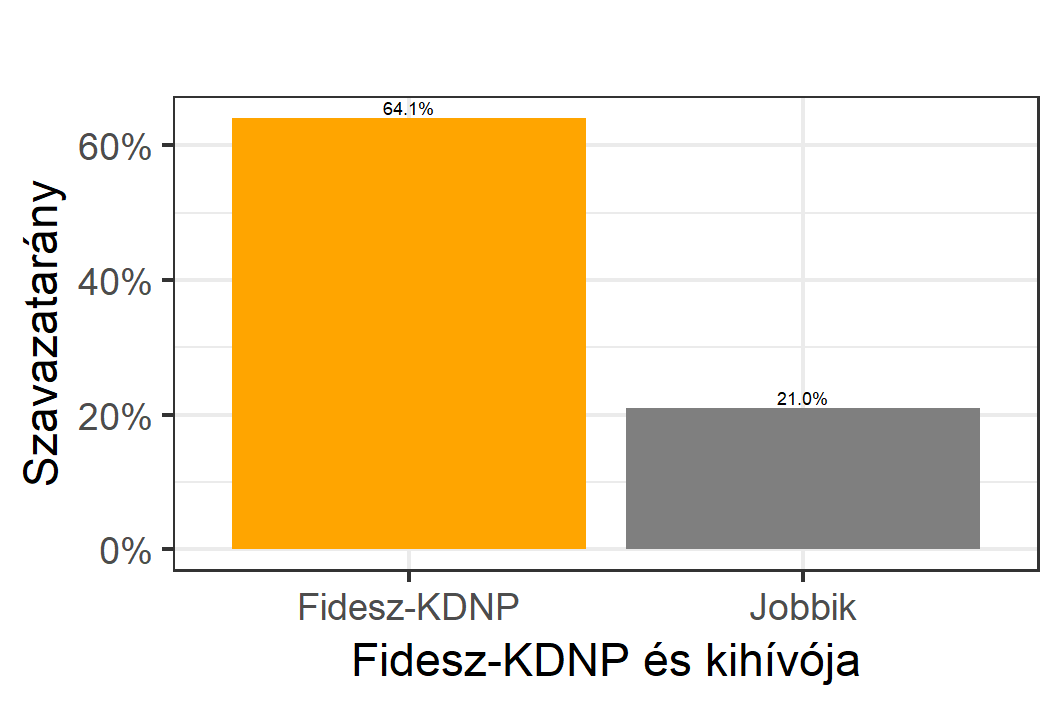 64.1%
60%
40%
21.0%
20%
0%
Szavazatarány
Fidesz-KDNP
Jobbik
Fidesz-KDNP és kihívója